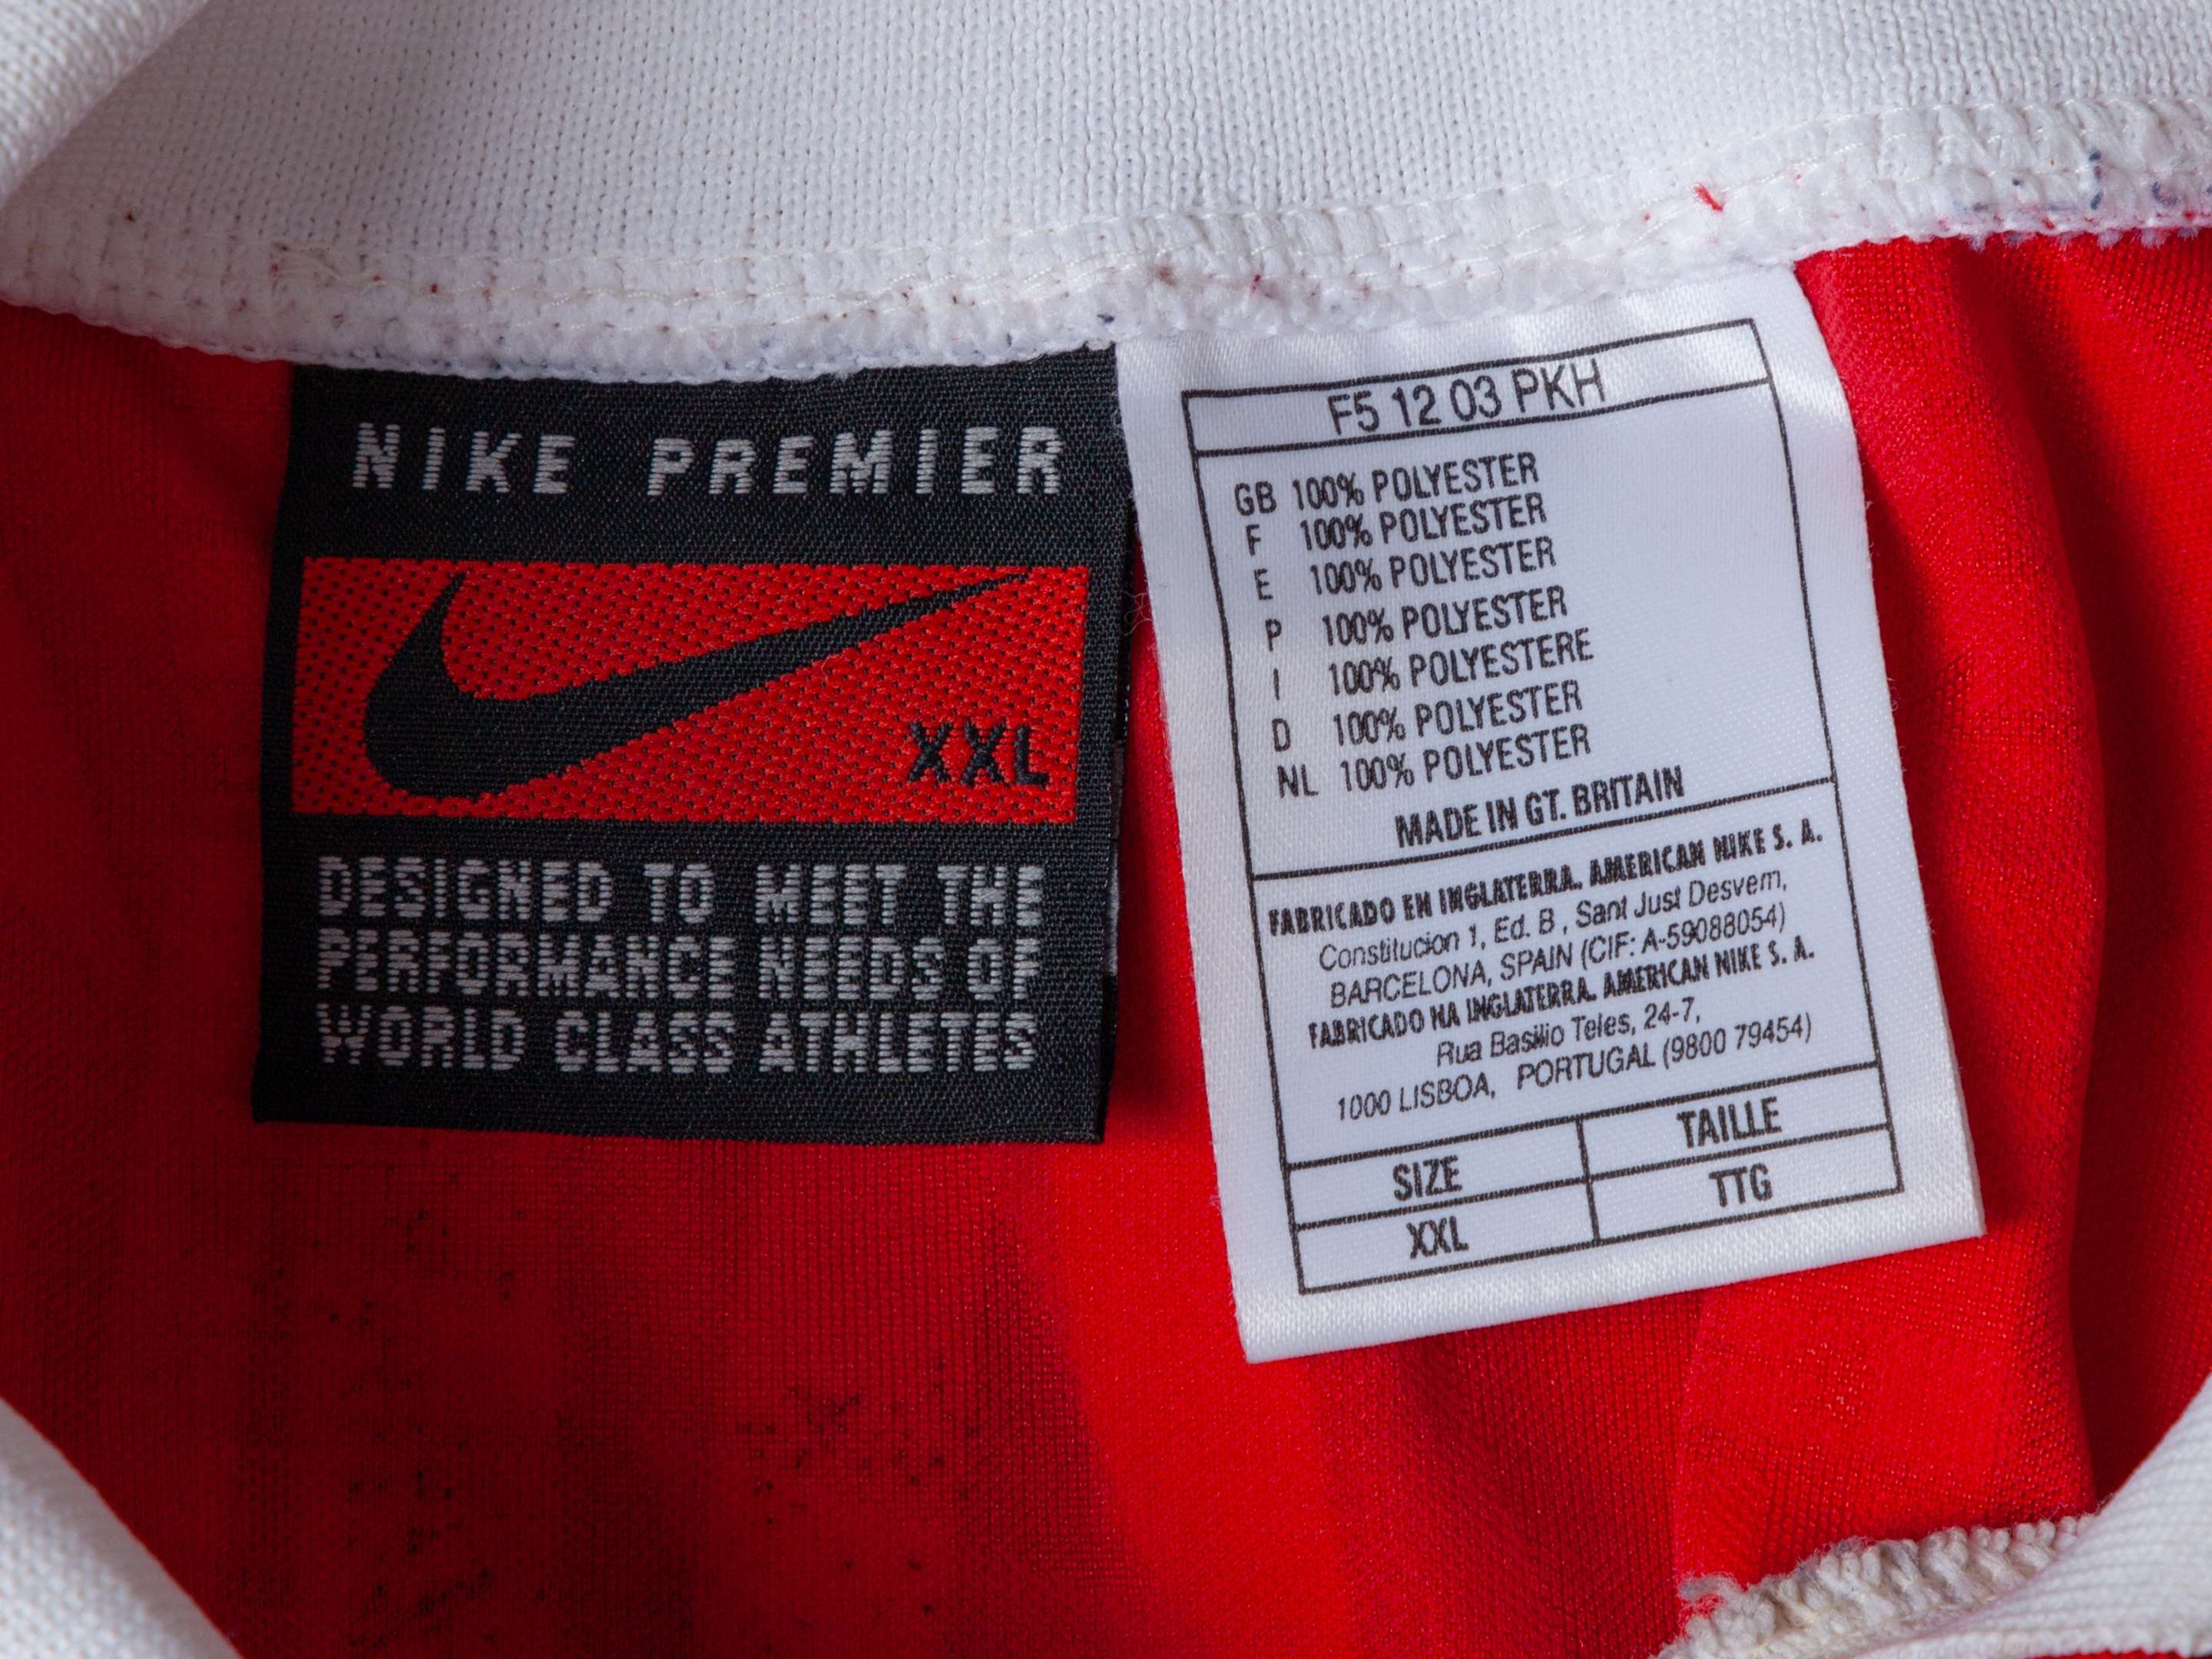 NIKE PREMIER
XXL
DESIGNED TO MEET THE
PERFORMANCE NEEDS OF
WORLD CLASS ATHLETES
F5 12 03 PKH
GB 100% POLYESTER
F 100% POLYESTER
E 100% POLYESTER
P 100% POLYESTER
I 100% POLYESTERE
D 100% POLYESTER
NL 100% POLYESTER
MADE IN GT. BRITAIN
FABRICADO EN INGLATERRA. AMERICAN NIKE S. A.
Constitucion 1, Ed. B , Sant Just Desvem,
BARCELONA, SPAIN (CIF: A-59088054)
FABRICADO NA INGLATERRA. AMERICAN NIKE S. A.
Rua Basilio Teles, 24-7,
1000 LISBOA, PORTUGAL (9800 79454)
SIZE TAILLE
XXL TTG